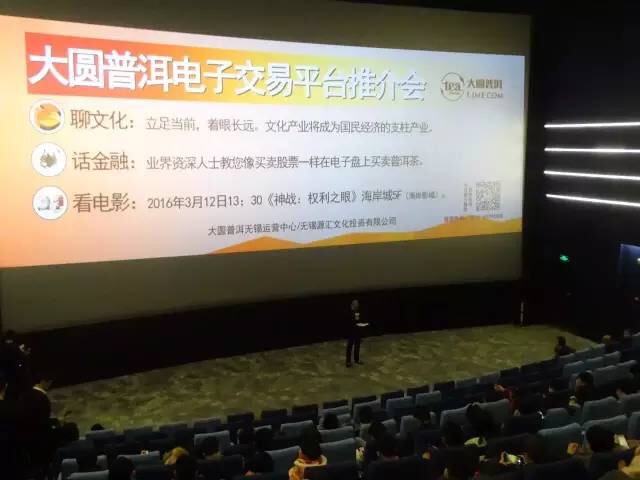 大圆普洱电子交易平台推介会
tea
大圆普洱
聊文化：立足当前，着眼长远。文化产业将成为国民经济的支柱产业。
话金融：业界资深人士教您像买卖股票一样在电子盘上买卖普洱茶。
看电影：2016年3月12日13：30《神战：权利之眼》海岸城5F（海岸影城）。
大圆普洱无锡运营中心/无锡源汇文化投资有限公司